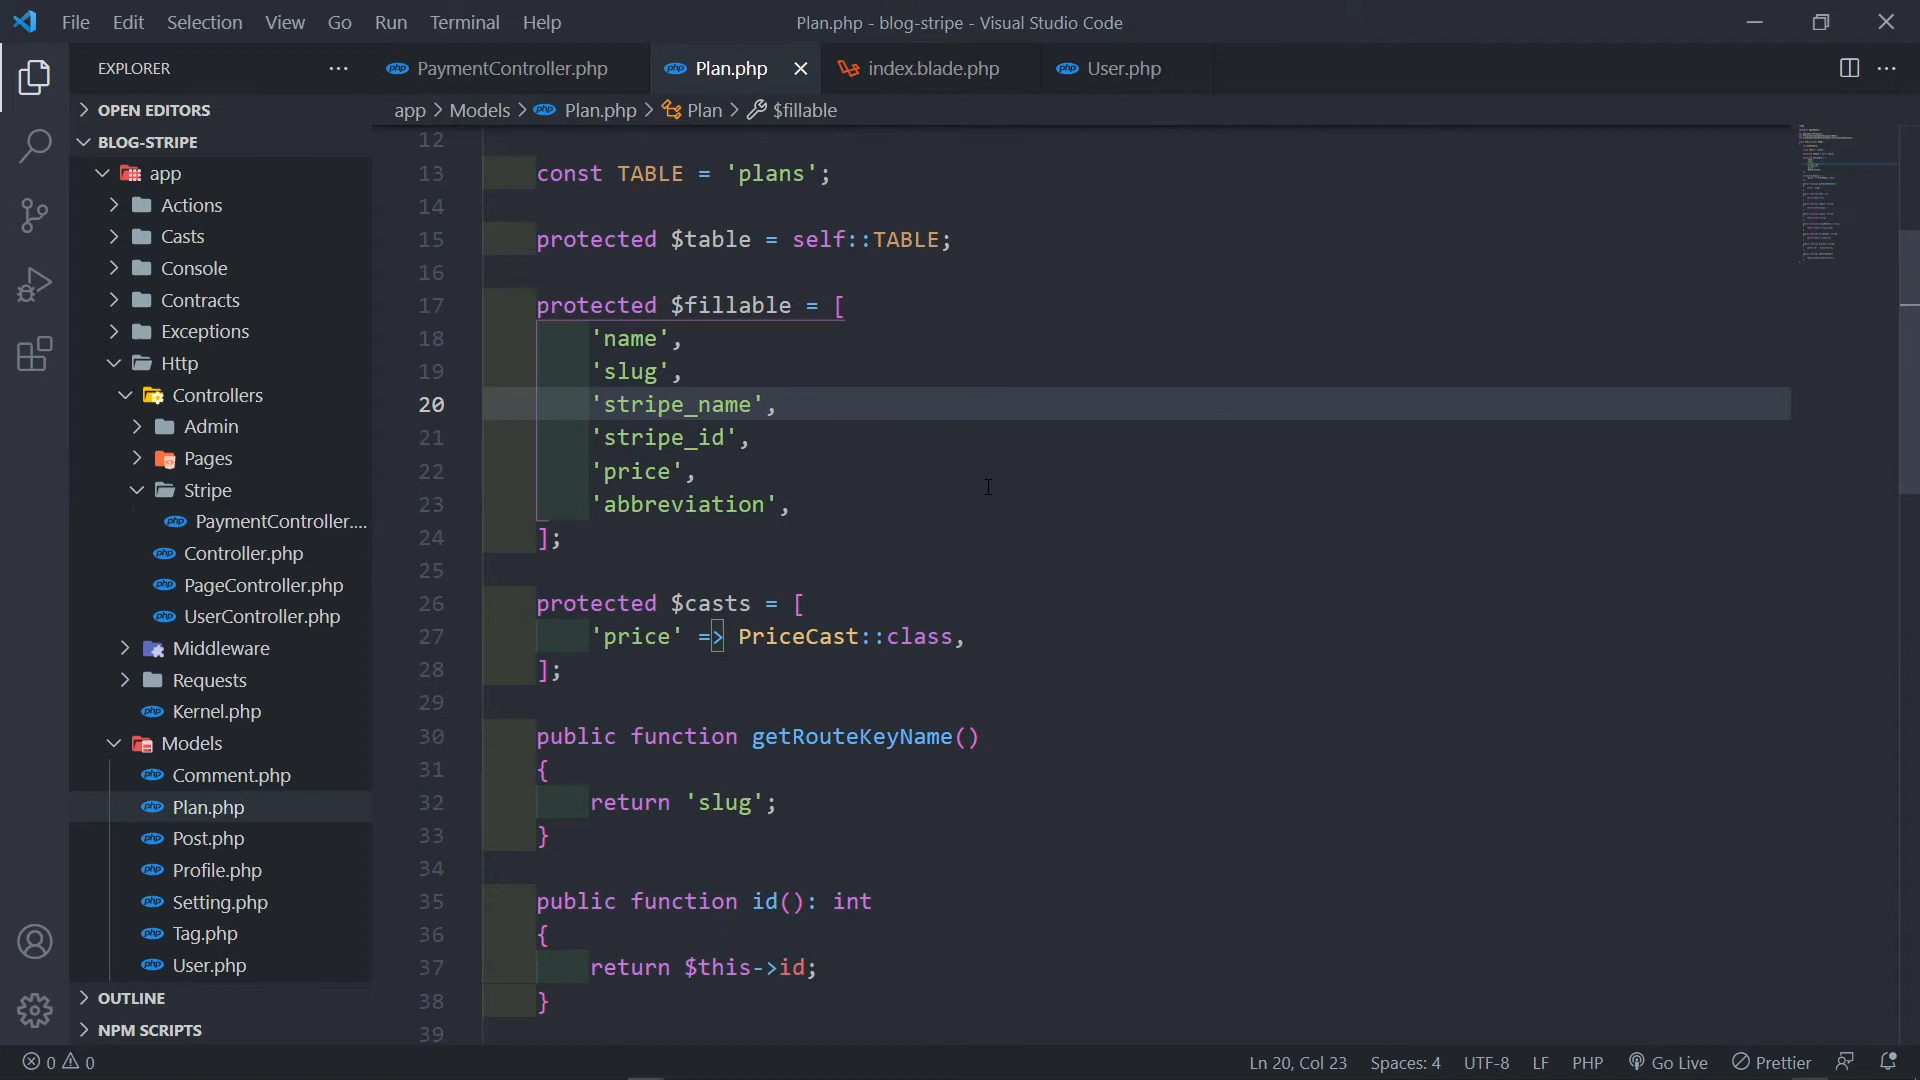 File Edit Selection View Go Run Terminal Help
Plan.php - blog-stripe - Visual Studio Code
EXPLORER
PaymentController.php
Plan.php
index.blade.php
User.php
OPEN EDITORS
BLOG-STRIPE
app
Actions
Casts
Console
Contracts
Exceptions
Http
Controllers
Admin
Pages
Stripe
PaymentController....
Controller.php
PageController.php
UserController.php
Middleware
Requests
Kernel.php
Models
Comment.php
Plan.php
Post.php
Profile.php
Setting.php
Tag.php
User.php
OUTLINE
NPM SCRIPTS
app > Models > Plan.php > Plan > $fillable
12
13 const TABLE = 'plans';
14
15 protected $table = self::TABLE;
16
17 protected $fillable = [
18 'name',
19 'slug',
20 'stripe_name',
21 'stripe_id',
22 'price',
23 'abbreviation',
24 ];
25
26 protected $casts = [
27 'price' => PriceCast::class,
28 ];
29
30 public function getRouteKeyName()
31 {
32 return 'slug';
33 }
34
35 public function id(): int
36 {
37 return $this->id;
38 }
39
0 0
Ln 20, Col 23 Spaces: 4 UTF-8 LF PHP Go Live Prettier